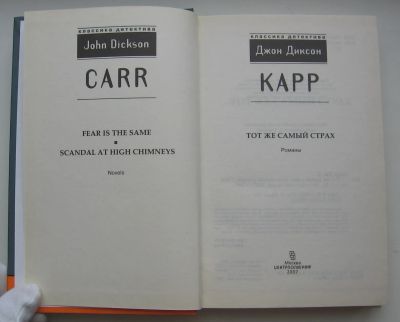 классика детектива
John Dickson
CARR
FEAR IS THE SAME
SCANDAL AT HIGH CHIMNEYS
Novels
классика детектива
Джон Диксон
КАРР
ТОТ ЖЕ САМЫЙ СТРАХ
Романы
Москва
ЦЕНТРПОЛИГРАФ
2007